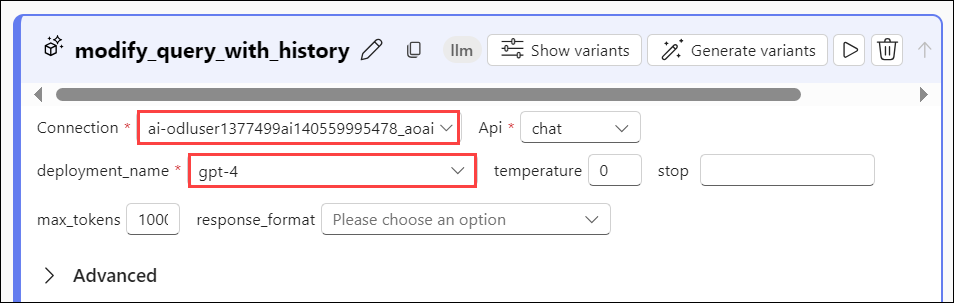 modify_query_with_history llm Show variants Generate variants
Connection * ai-odluser1377499ai140559995478_aoai Api * chat
deployment_name * gpt-4 temperature 0 stop
max_tokens 1000 response_format Please choose an option
Advanced